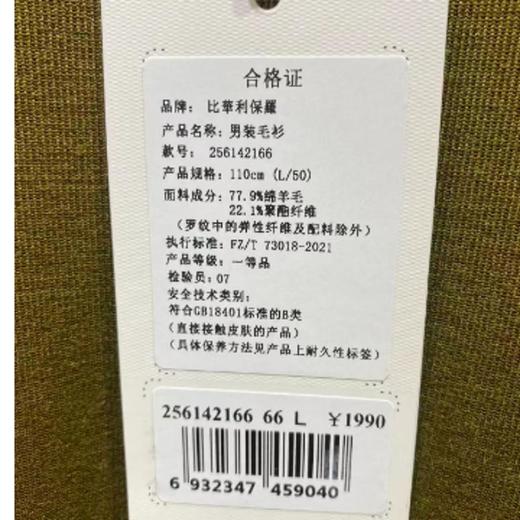 合格证
品牌: 比華利保羅
产品名称: 男装毛衫
款号: 256142166
产品规格: 110cm (L/50)
面料成分: 77.9%绵羊毛
22.1%聚酯纤维
(罗纹中的弹性纤维及配料除外)
执行标准: FZ/T 73018-2021
产品等级: 一等品
检验员: 07
安全技术类别:
符合GB18401标准的B类
(直接接触皮肤的产品)
(具体保养方法见产品上耐久性标签)
256142166 66 L ￥1990
6 932347 459040